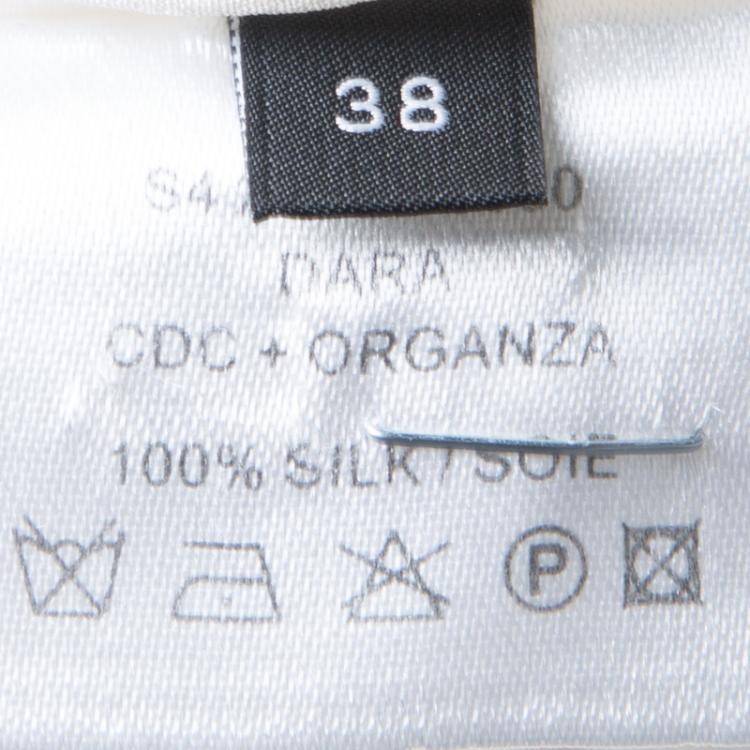 38
DARA
CDC + ORGANZA
100% SILK / SOIE
P